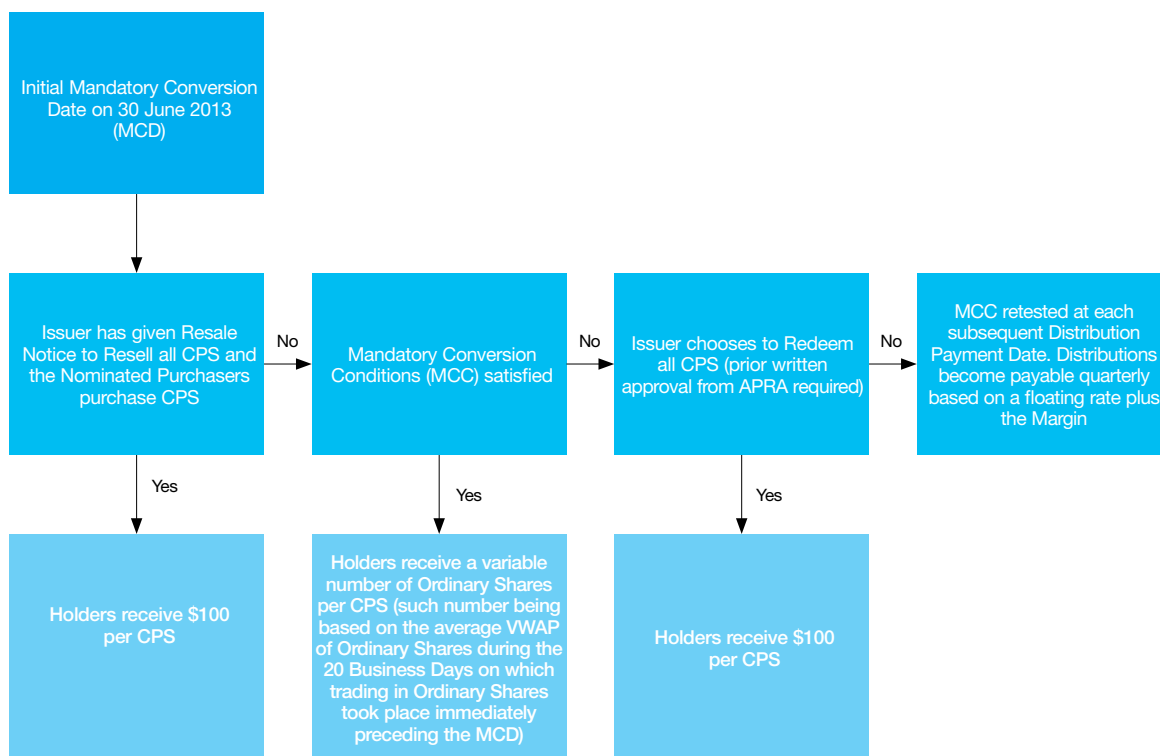 Initial Mandatory Conversion
Date on 30 June 2013
(MCD)
Issuer has given Resale
Notice to Resell all CPS and
the Nominated Purchasers
purchase CPS
No
Mandatory Conversion
Conditions (MCC) satisfied
No
Issuer chooses to Redeem
all CPS (prior written
approval from APRA required)
No
MCC retested at each
subsequent Distribution
Payment Date. Distributions
become payable quarterly
based on a floating rate plus
the Margin
Yes
Yes
Yes
Holders receive $100
per CPS
Holders receive a variable
number of Ordinary Shares
per CPS (such number being
based on the average VWAP
of Ordinary Shares during the
20 Business Days on which
trading in Ordinary Shares
took place immediately
preceding the MCD)
Holders receive $100
per CPS